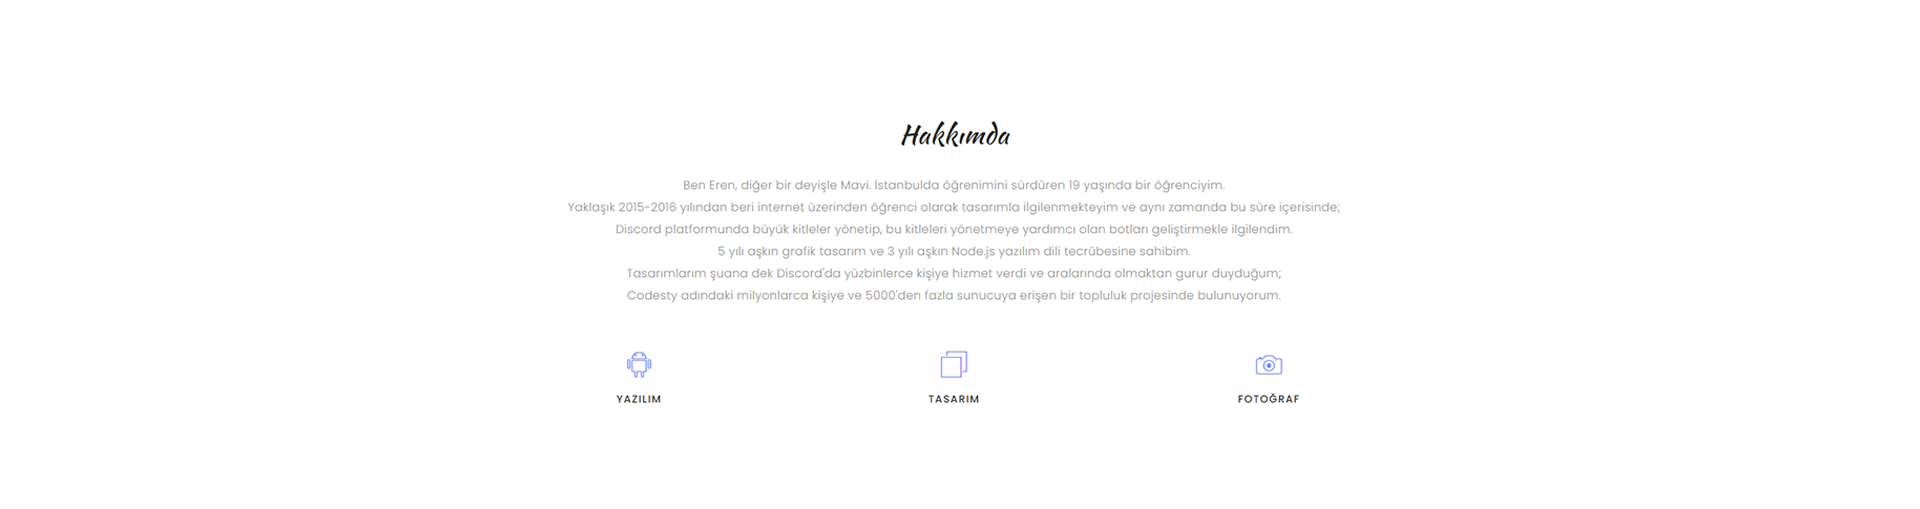 Hakkımda
Ben Eren, diğer bir deyişle Mavi. İstanbulda öğrenimini sürdüren 19 yaşında bir öğrenciyim.
Yaklaşık 2015-2016 yılından beri internet üzerinden öğrenci olarak tasarımla ilgilenmekteyim ve aynı zamanda bu süre içerisinde;
Discord platformunda büyük kitleler yönetip, bu kitleleri yönetmeye yardımcı olan botları geliştirmekle ilgilendim.
5 yılı aşkın grafik tasarım ve 3 yılı aşkın Node.js yazılım dili tecrübesine sahibim.
Tasarımlarım şuana dek Discord'da yüzbinlerce kişiye hizmet verdi ve aralarında olmaktan gurur duyduğum;
Codesty adındaki milyonlarca kişiye ve 5000'den fazla sunucuya erişen bir topluluk projesinde bulunuyorum.
YAZILIM
TASARIM
FOTOĞRAF